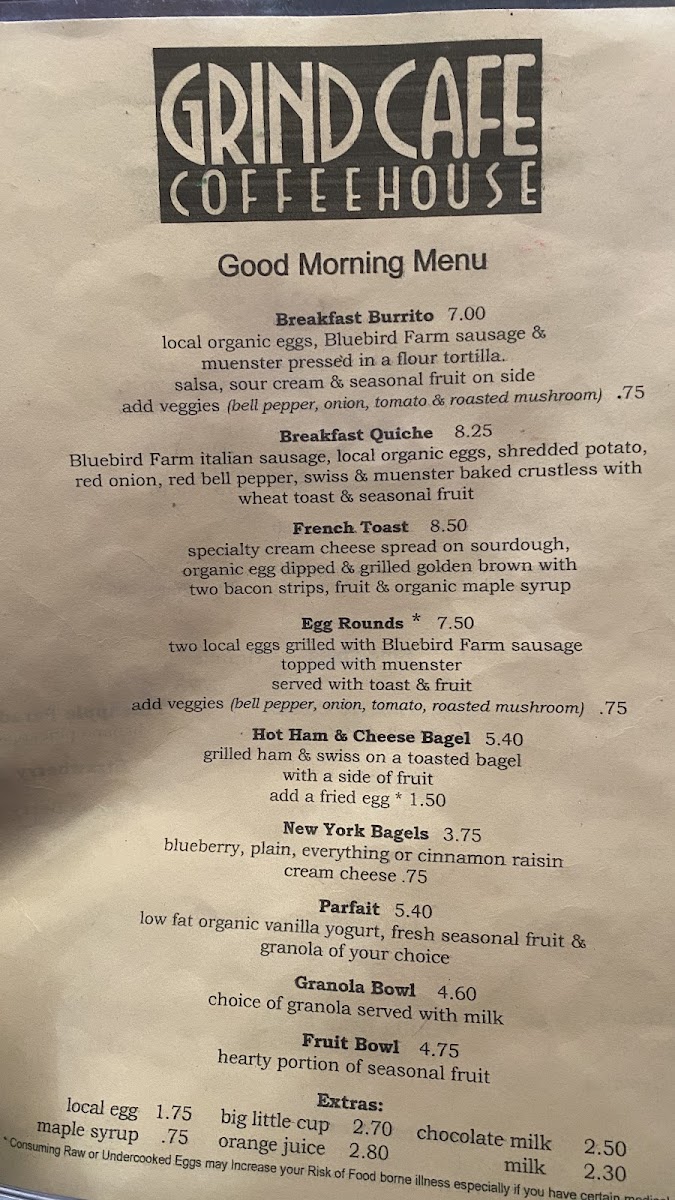 GRIND CAFE
COFFEEHOUSE
Good Morning Menu
Breakfast Burrito 7.00
local organic eggs, Bluebird Farm sausage &
muenster pressed in a flour tortilla.
salsa, sour cream & seasonal fruit on side
add veggies (bell pepper, onion, tomato & roasted mushroom) .75
Breakfast Quiche 8.25
Bluebird Farm italian sausage, local organic eggs, shredded potato,
red onion, red bell pepper, swiss & muenster baked crustless with
wheat toast & seasonal fruit
French Toast 8.50
specialty cream cheese spread on sourdough,
organic egg dipped & grilled golden brown with
two bacon strips, fruit & organic maple syrup
Egg Rounds * 7.50
two local eggs grilled with Bluebird Farm sausage
topped with muenster
served with toast & fruit
add veggies (bell pepper, onion, tomato, roasted mushroom) .75
Hot Ham & Cheese Bagel 5.40
grilled ham & swiss on a toasted bagel
with a side of fruit
add a fried egg * 1.50
New York Bagels 3.75
blueberry, plain, everything or cinnamon raisin
cream cheese .75
Parfait 5.40
low fat organic vanilla yogurt, fresh seasonal fruit &
granola of your choice
Granola Bowl 4.60
choice of granola served with milk
Fruit Bowl 4.75
hearty portion of seasonal fruit
Extras:
local egg 1.75 big little cup 2.70 chocolate milk 2.50
maple syrup .75 orange juice 2.80 milk 2.30
*Consuming Raw or Undercooked Eggs may Increase your Risk of Food borne illness especially if you have certain